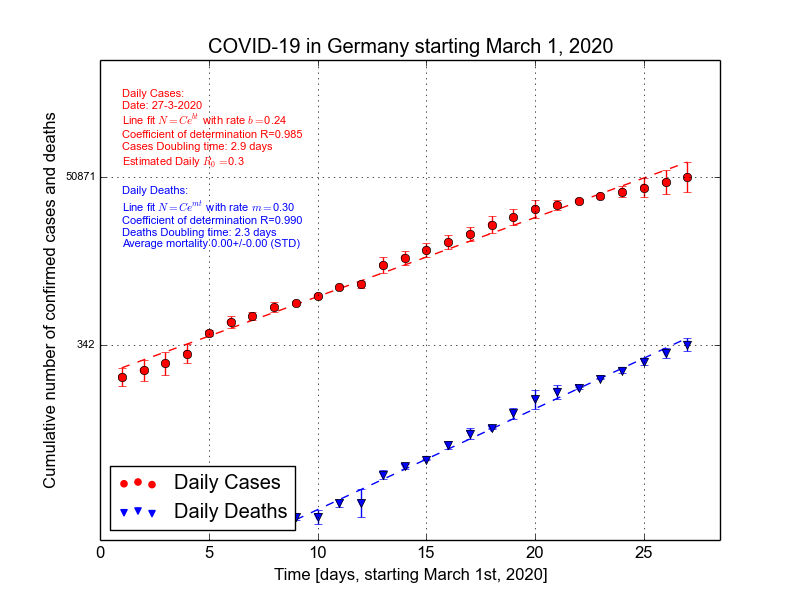 COVID-19 in Germany starting March 1, 2020
Daily Cases:
Date: 27-3-2020
Line fit N=Ce^{bt} with rate b=0.24
Coefficient of determination R=0.985
Cases Doubling time: 2.9 days
Estimated Daily R_0=0.3
Daily Deaths:
Line fit N=Ce^{mt} with rate m=0.30
Coefficient of determination R=0.990
Deaths Doubling time: 2.3 days
Average mortality:0.00+/-0.00 (STD)
Cumulative number of confirmed cases and deaths
50871
342
Daily Cases
Daily Deaths
0 5 10 15 20 25
Time [days, starting March 1st, 2020]